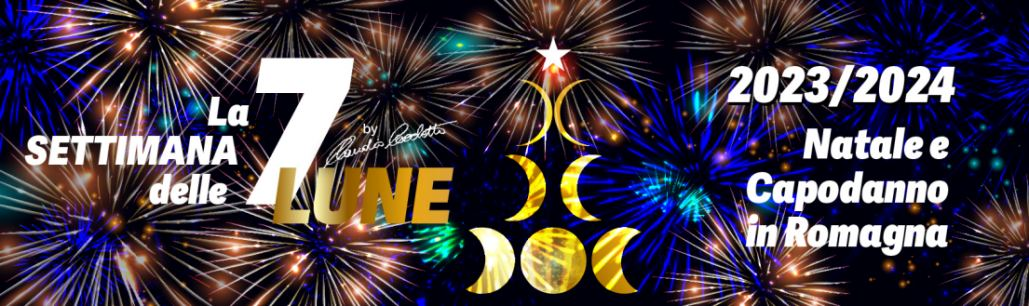 La
SETTIMANA
delle
7
by
LUNE
2023/2024
Natale e
Capodanno
in Romagna